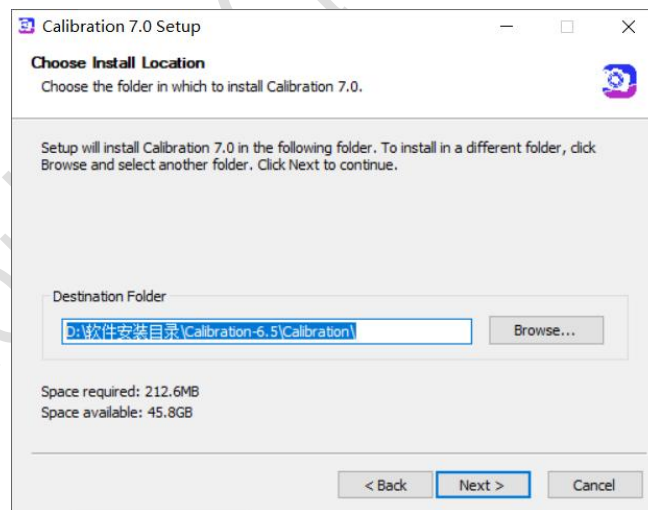 Calibration 7.0 Setup
Choose Install Location
Choose the folder in which to install Calibration 7.0.
Setup will install Calibration 7.0 in the following folder. To install in a different folder, click
Browse and select another folder. Click Next to continue.
Destination Folder
D:\软件安装目录\Calibration-6.5\Calibration\
Browse...
Space required: 212.6MB
Space available: 45.8GB
< Back
Next >
Cancel